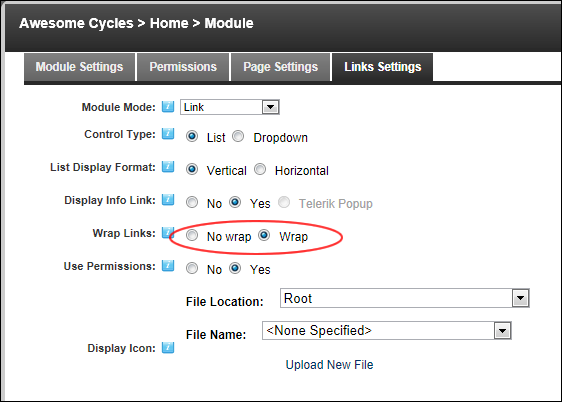 Awesome Cycles > Home > Module
Module Settings Permissions Page Settings Links Settings
Module Mode: Link
Control Type: List Dropdown
List Display Format: Vertical Horizontal
Display Info Link: No Yes Telerik Popup
Wrap Links: No wrap Wrap
Use Permissions: No Yes
File Location: Root
File Name: <None Specified>
Display Icon:
Upload New File